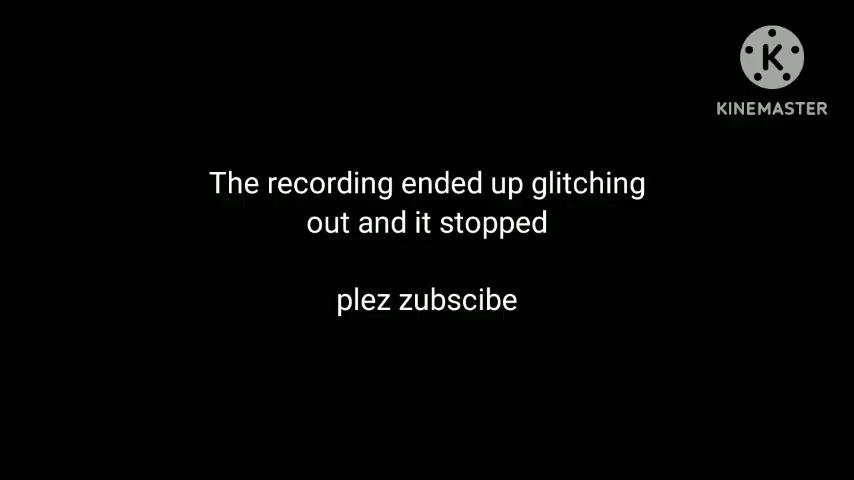 K
KINEMASTER
The recording ended up glitching
out and it stopped
plez zubscibe